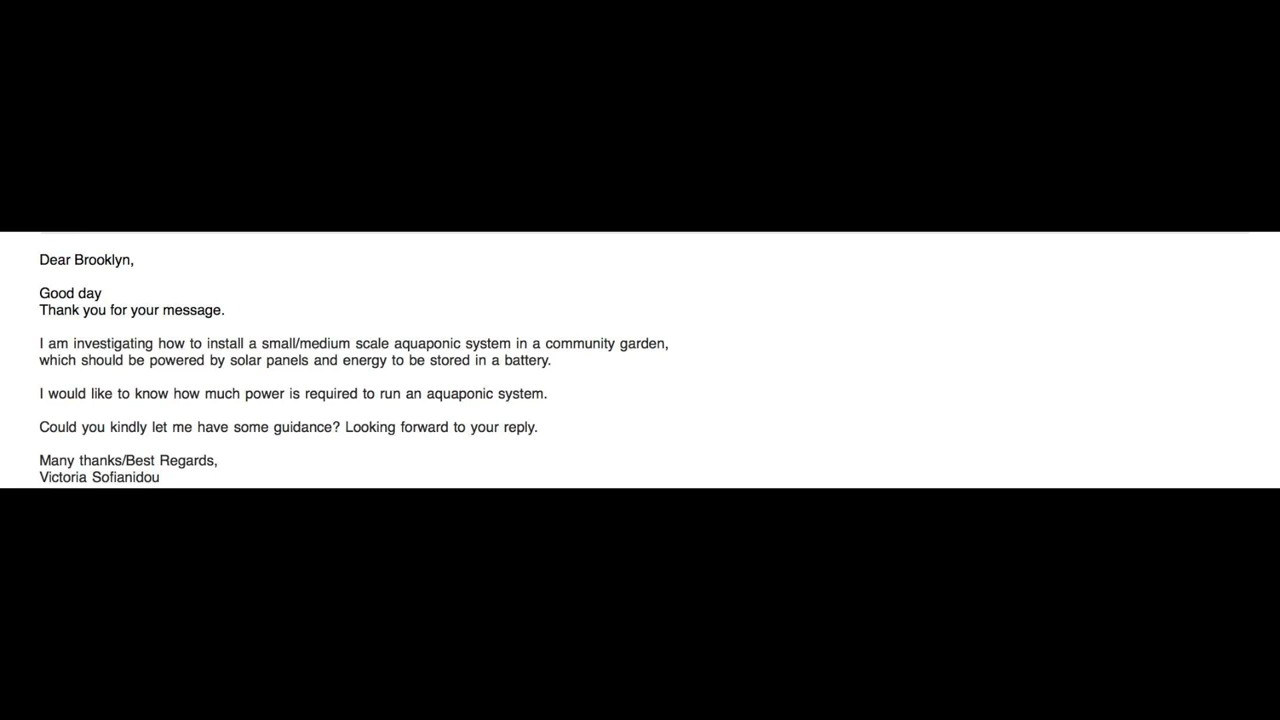 Dear Brooklyn,
Good day
Thank you for your message.
I am investigating how to install a small/medium scale aquaponic system in a community garden,
which should be powered by solar panels and energy to be stored in a battery.
I would like to know how much power is required to run an aquaponic system.
Could you kindly let me have some guidance? Looking forward to your reply.
Many thanks/Best Regards,
Victoria Sofianidou